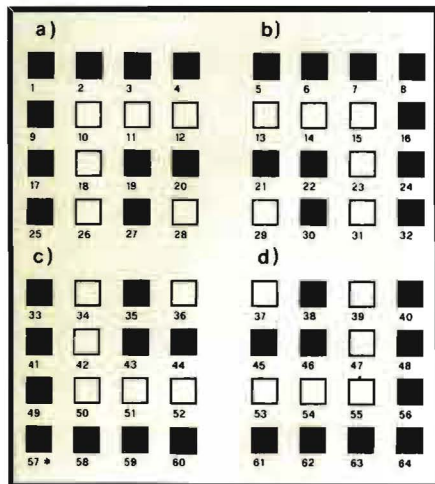 a) b)
1 2 3 4 5 6 7 8
9 10 11 12 13 14 15 16
17 18 19 20 21 22 23 24
25 26 27 28 29 30 31 32
c) d)
33 34 35 36 37 38 39 40
41 42 43 44 45 46 47 48
49 50 51 52 53 54 55 56
57 * 58 59 60 61 62 63 64